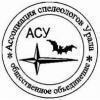 Ассоциация спелеологов Урала
АСУ
общественное объединение